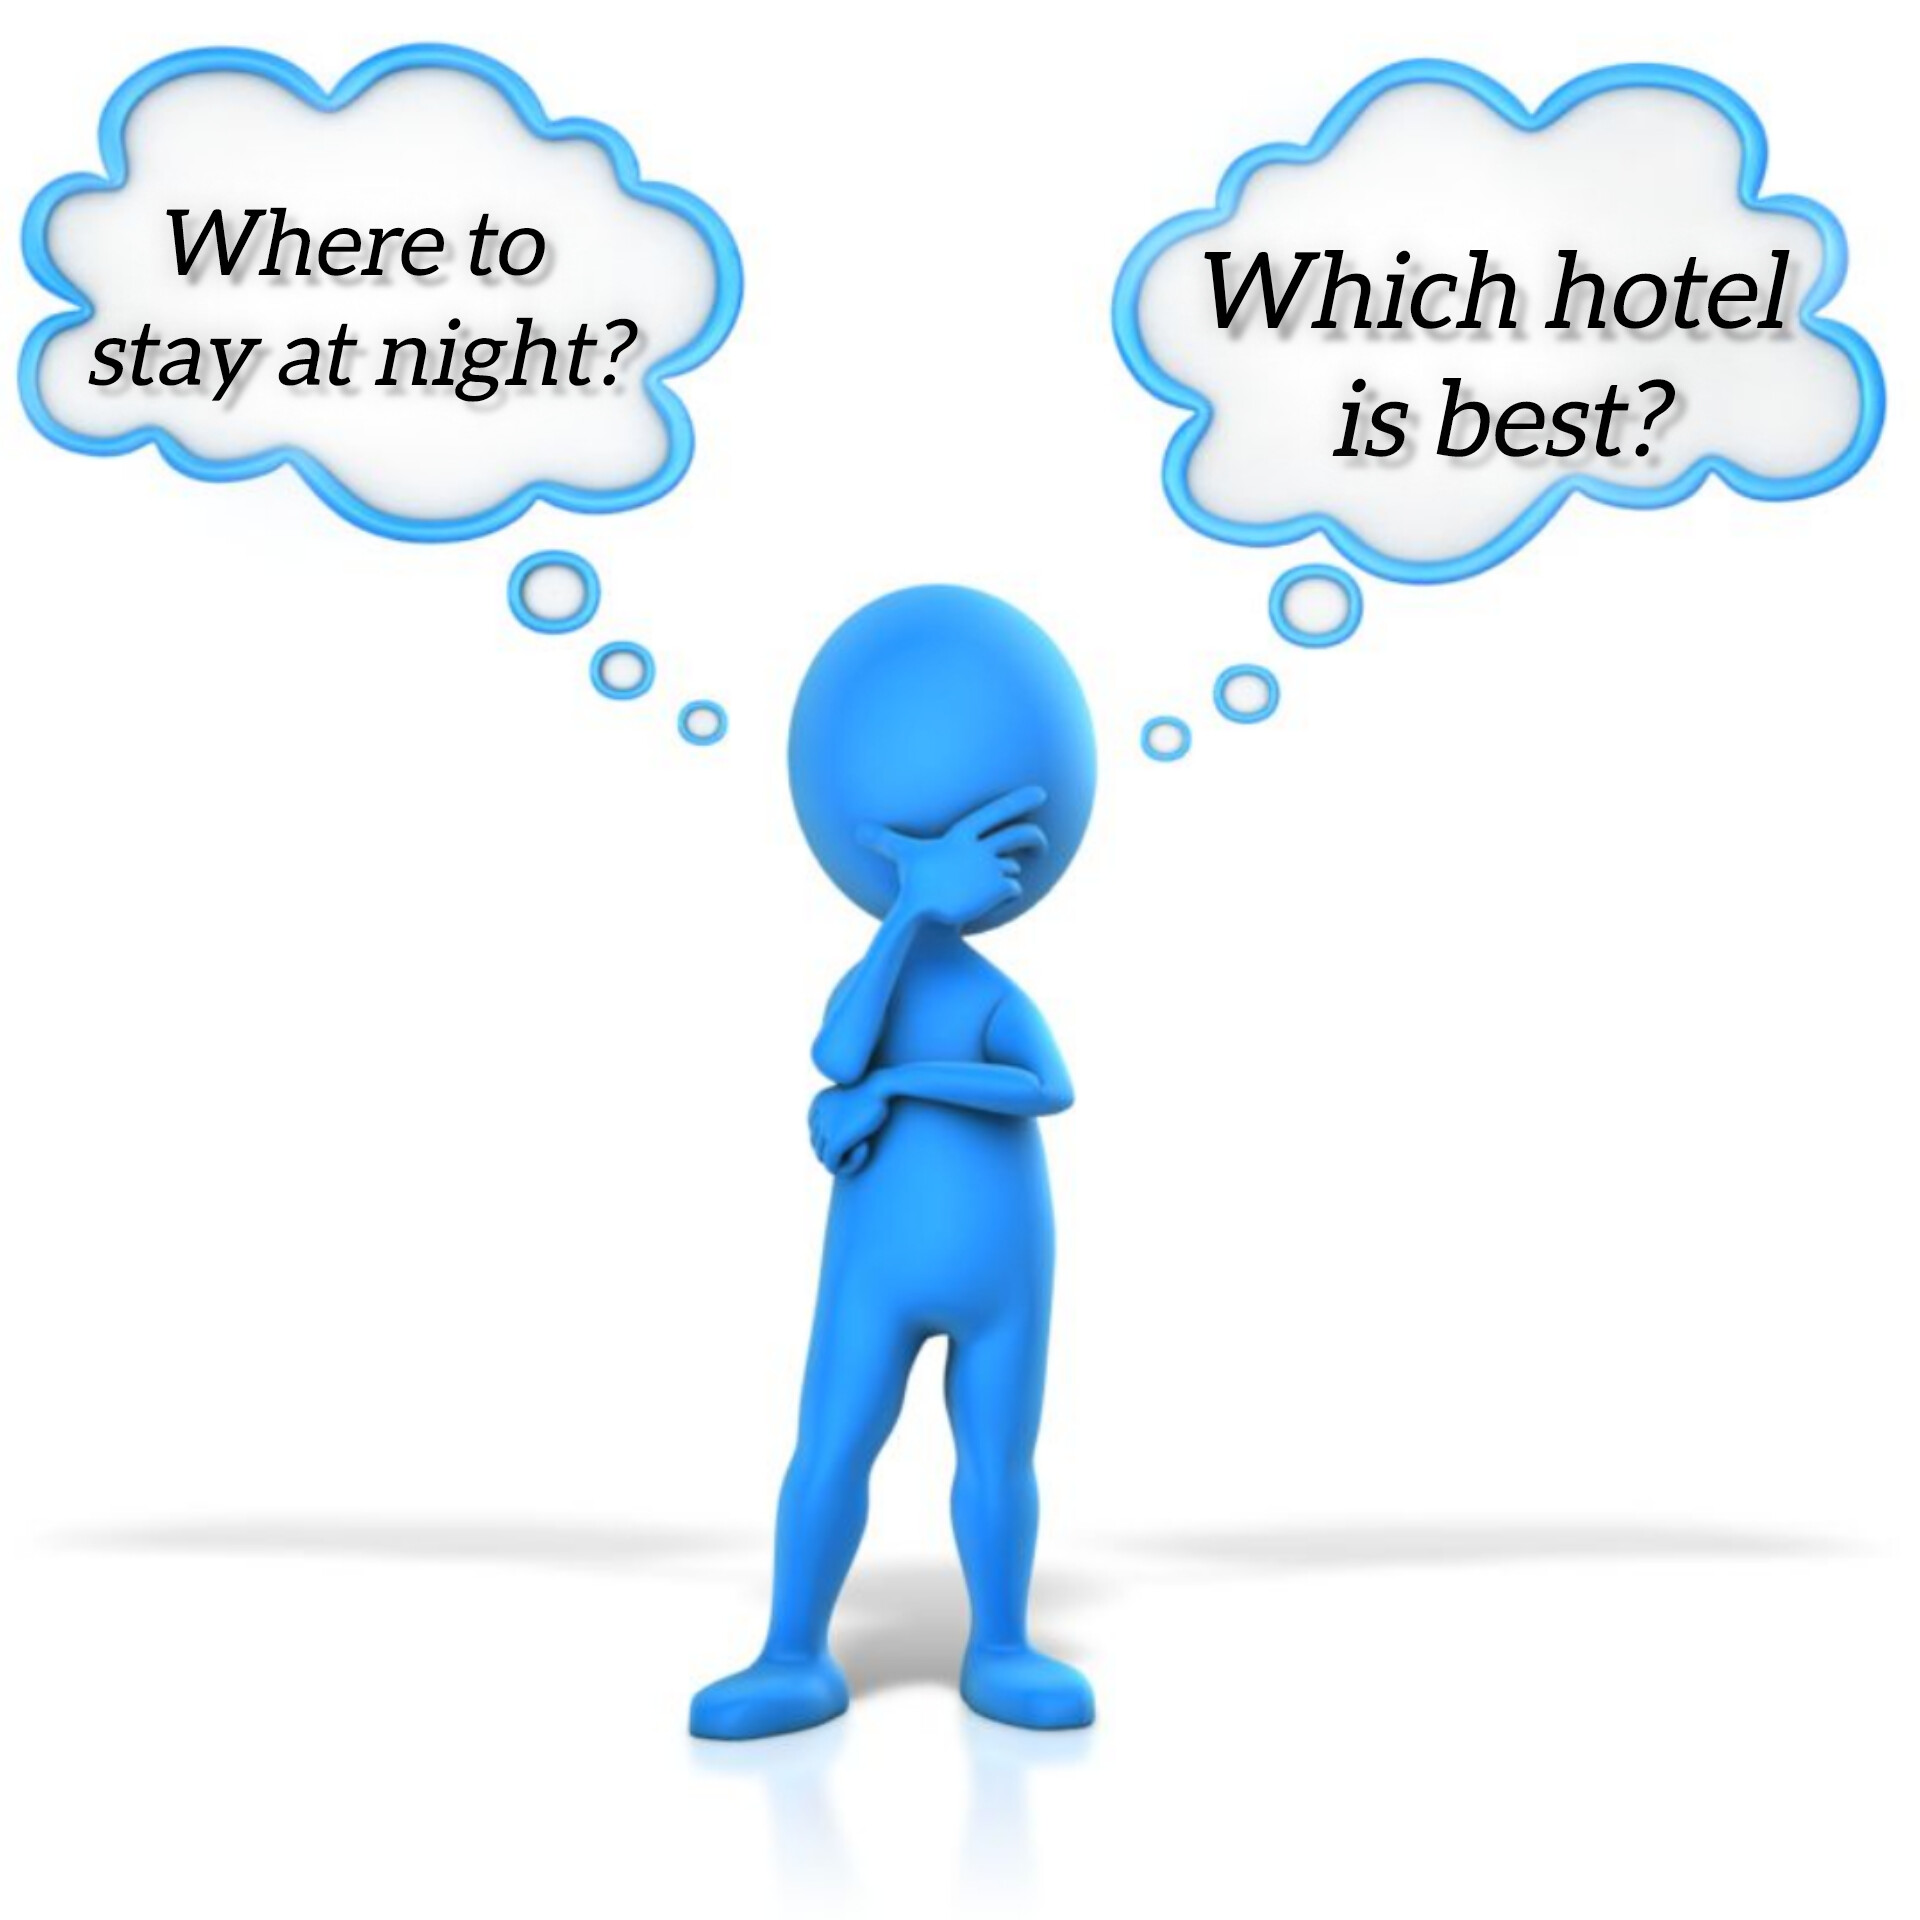 Where to
stay at night?
Which hotel
is best?